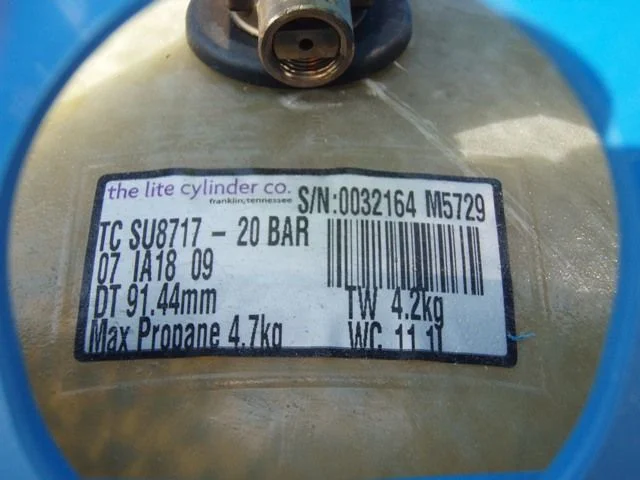 the lite cylinder co.
franklin, tennessee
S/N:0032164 M5729
TC SU8717 - 20 BAR
07 IA18 09
DT 91.44mm
TW 4.2kg
Max Propane 4.7kg
WC 11.1l